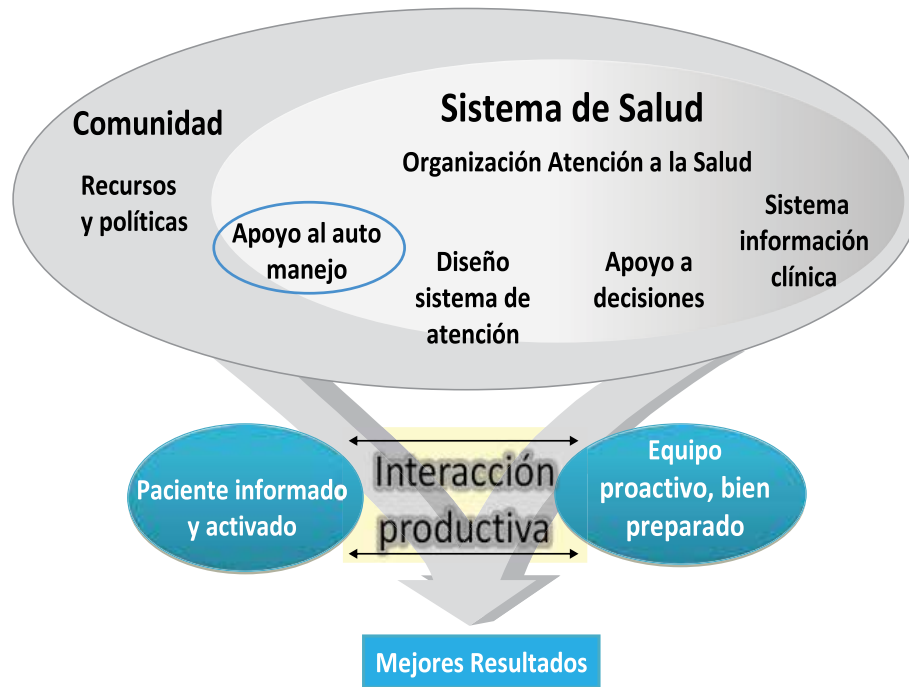 Comunidad
Recursos
y políticas
Sistema de Salud
Organización Atención a la Salud
Apoyo al auto
manejo
Diseño
sistema de
atención
Apoyo a
decisiones
Sistema
información
clínica
Paciente informado
y activado
Interacción
productiva
Equipo
proactivo, bien
preparado
Mejores Resultados